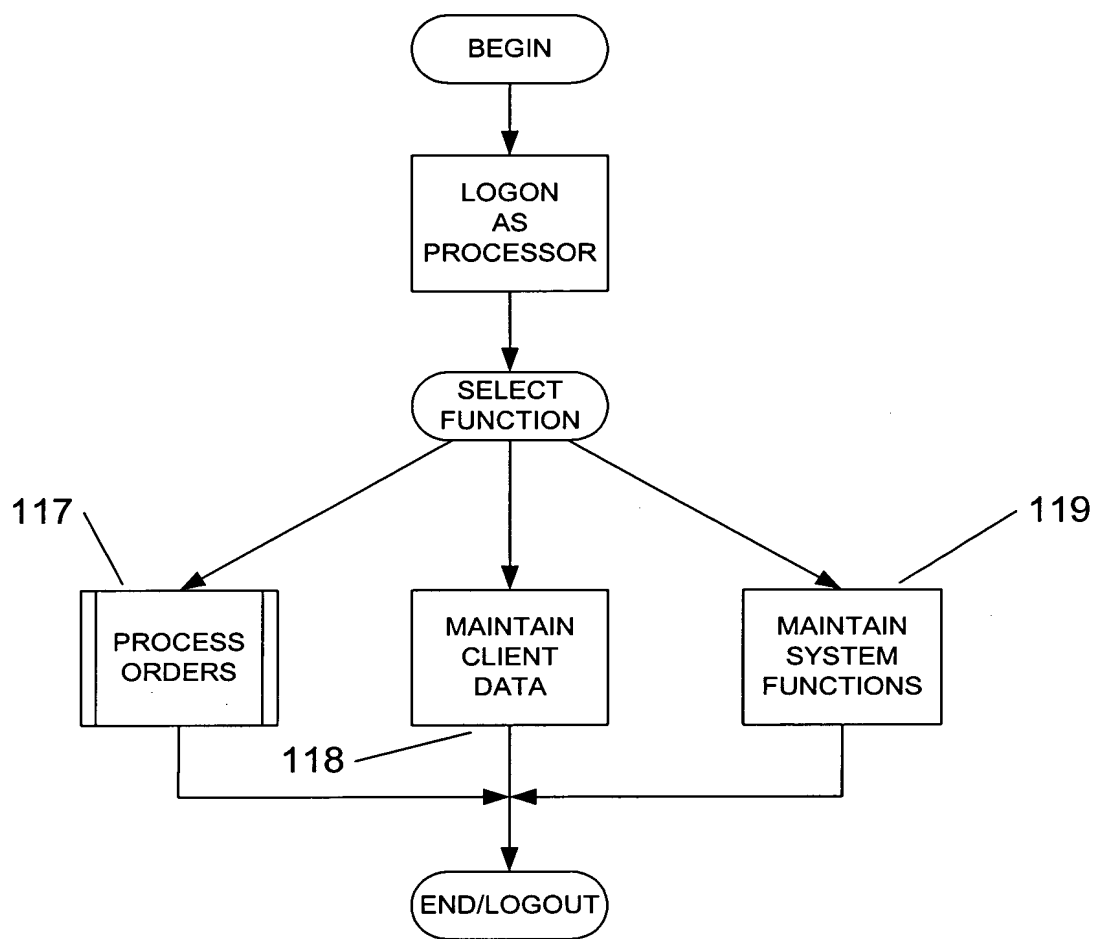 BEGIN
LOGON
AS
PROCESSOR
SELECT
FUNCTION
117
119
PROCESS
ORDERS
MAINTAIN
CLIENT
DATA
MAINTAIN
SYSTEM
FUNCTIONS
118
END/LOGOUT